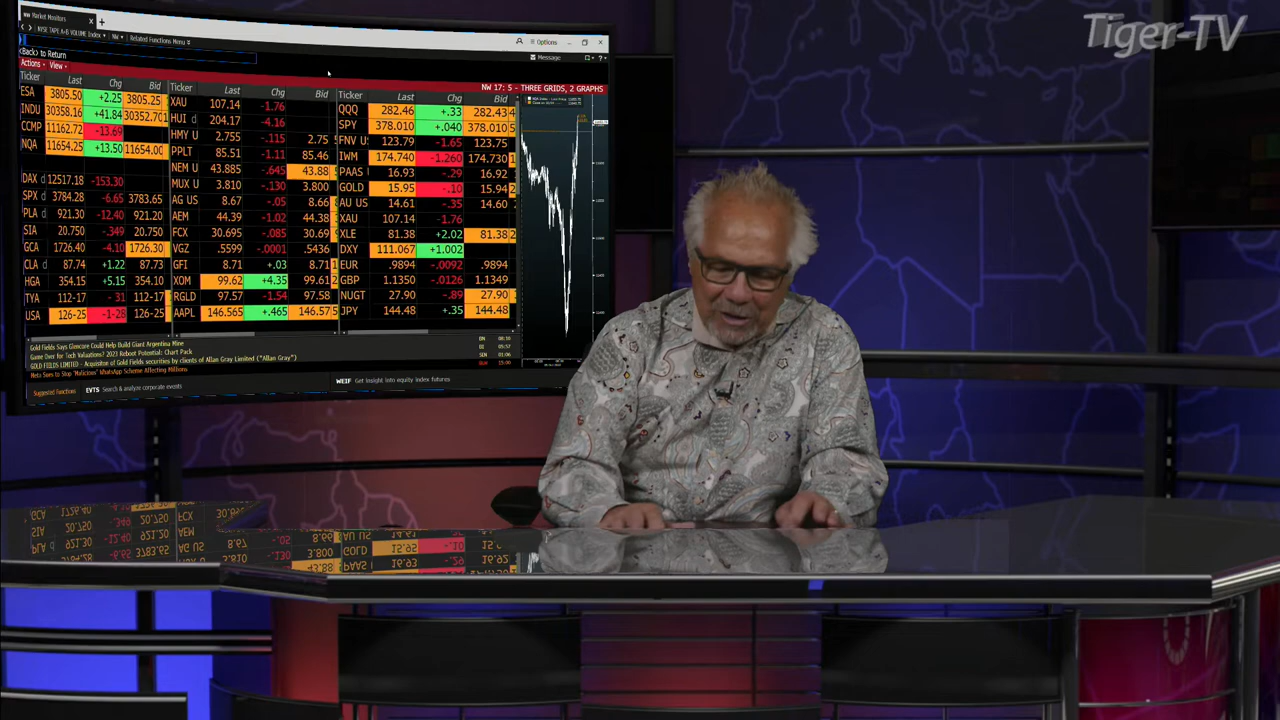 Tiger-TV
Market Monitors
NYSE TAPE A-B VOLUME Index NW Related Functions Menu
Options
<Back> to Return
Message
Actions View
NW 17: 5 - THREE GRIDS, 2 GRAPHS
Ticker Last Chg Bid
ESA 3805.50 +2.25 3805.25
INDU 30358.16 +41.84 30352.70
CCMP 11162.72 -13.69
NQA 11654.25 +13.50 11654.00
DAX d 12517.18 -153.30
SPX d 3784.28 -6.65 3783.65
PLA d 921.30 -12.40 921.20
SIA 20.750 -.349 20.750
GCA 1726.40 -4.10 1726.30
CLA d 87.74 +1.22 87.73
HGA 354.15 +5.15 354.10
TYA 112-17 - 31 112-17
USA 126-25 -1-28 126-25
Ticker Last Chg Bid
XAU 107.14 -1.76
HUI d 204.17 -4.16
HMY U 2.755 -.115 2.75
PPLT 85.51 -1.11 85.46
NEM U 43.885 -.645 43.88
MUX U 3.810 -.130 3.800
AG US 8.67 -.05 8.66
AEM 44.39 -1.02 44.38
FCX 30.695 -.085 30.69
VGZ .5599 -.0001 .5436
GFI 8.71 +.03 8.71
XOM 99.62 +4.35 99.61
RGLD 97.57 -1.54 97.58
AAPL 146.565 +.465 146.57
Ticker Last Chg Bid
QQQ 282.46 +.33 282.43
SPY 378.010 +.040 378.010
FNV US 123.79 -1.65 123.75
IWM 174.740 -1.260 174.730
PAAS 16.93 -.29 16.92
GOLD 15.95 -.10 15.94
AU US 14.61 -.35 14.60
XAU 107.14 -1.76
XLE 81.38 +2.02 81.38
DXY 111.067 +1.002
EUR .9894 -.0092 .9894
GBP 1.1350 -.0126 1.1349
NUGT 27.90 -.89 27.90
JPY 144.48 +.35 144.48
Gold Fields Says Glencore Could Help Build Giant Argentina Mine
Game Over for Tech Valuations? 2023 Reboot Potential: Chart Pack
GOLD FIELDS LIMITED - Acquisition of Gold Fields securities by clients of Allan Gray Limited ("Allan Gray")
Meta Sues to Stop "Malicious" WhatsApp Scheme Affecting Millions
Suggested Functions EVTS Search & analyze corporate events WEIF Get insight into equity index futures